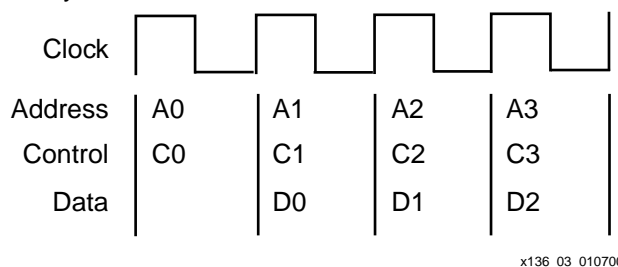 Clock
Address A0 A1 A2 A3
Control C0 C1 C2 C3
Data D0 D1 D2